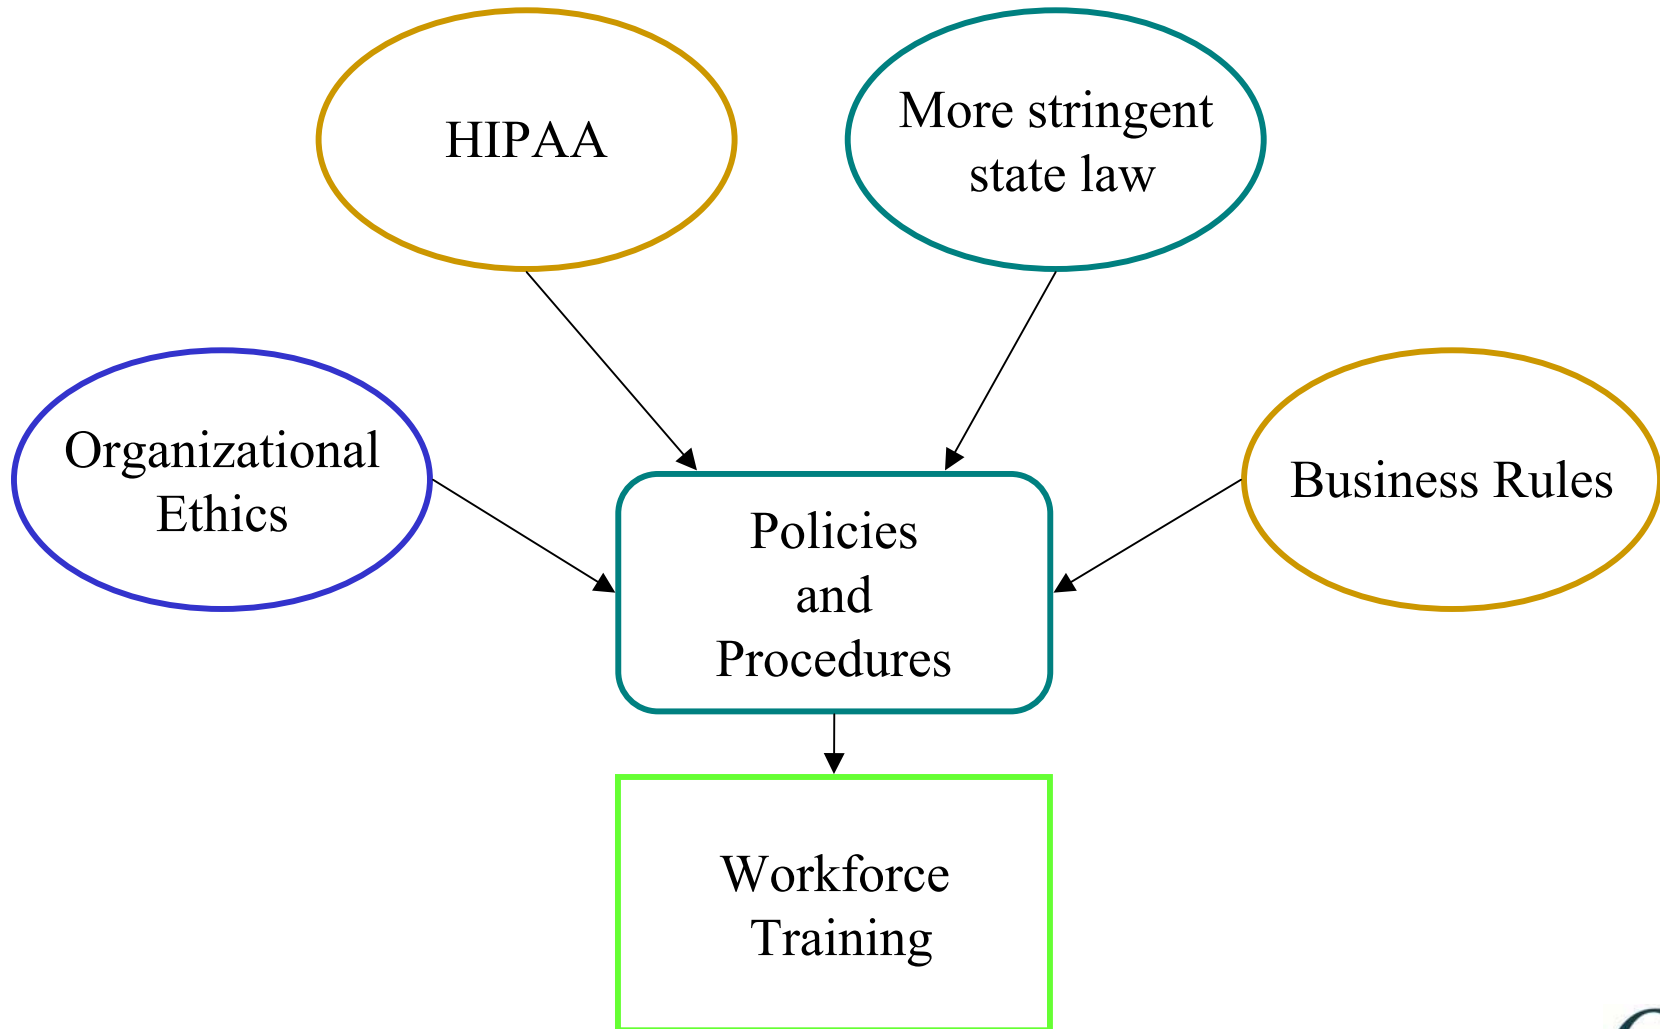 HIPAA
More stringent
state law
Organizational
Ethics
Business Rules
Policies
and
Procedures
Workforce
Training